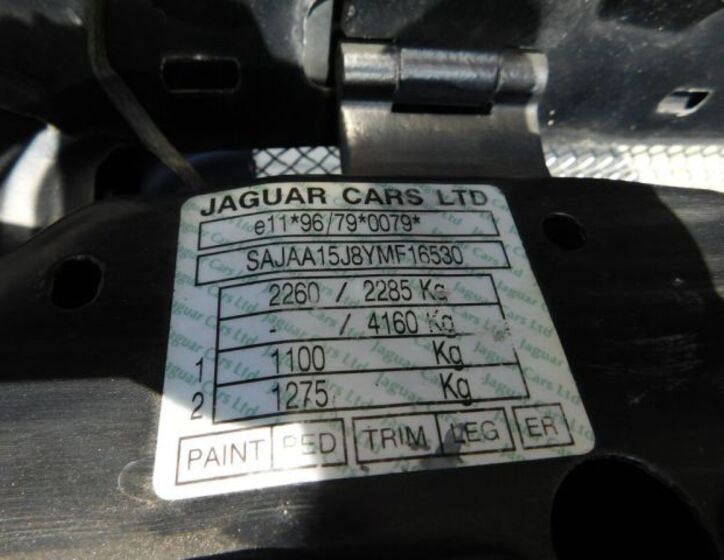 JAGUAR CARS LTD
e11*96/79*0079*
SAJAA15J8YMF16530
2260 / 2285 Kg
- / 4160 Kg
1 1100 Kg
2 1275 Kg
PAINT PED TRIM LEG ER